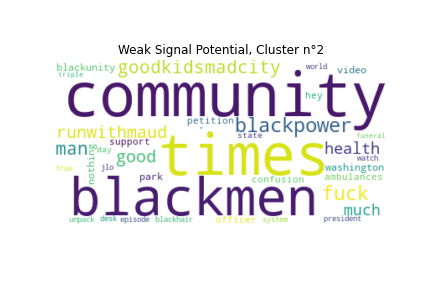 Weak Signal Potential, Cluster n°2
blackunity goodkidsmadcity world video
triple
community
hey
petition blackpower
runwithmaud state funeral
man support times health
nothing day good watch
true jlo park confusion washington
ambulances
blackmen fuck
much
unpack desk episode blackhair officer system president